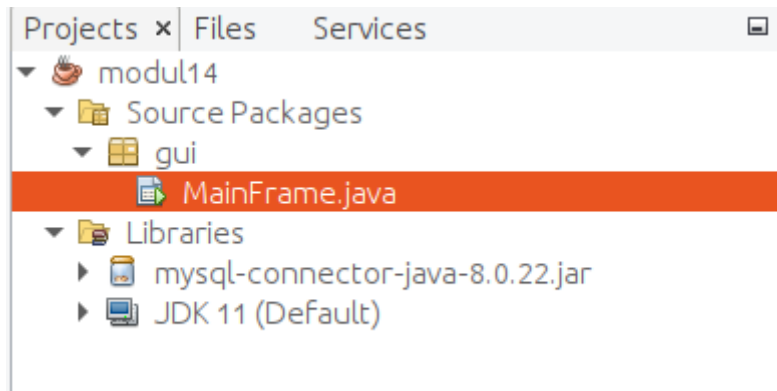 Projects × Files Services
modul14
Source Packages
gui
MainFrame.java
Libraries
mysql-connector-java-8.0.22.jar
JDK 11 (Default)